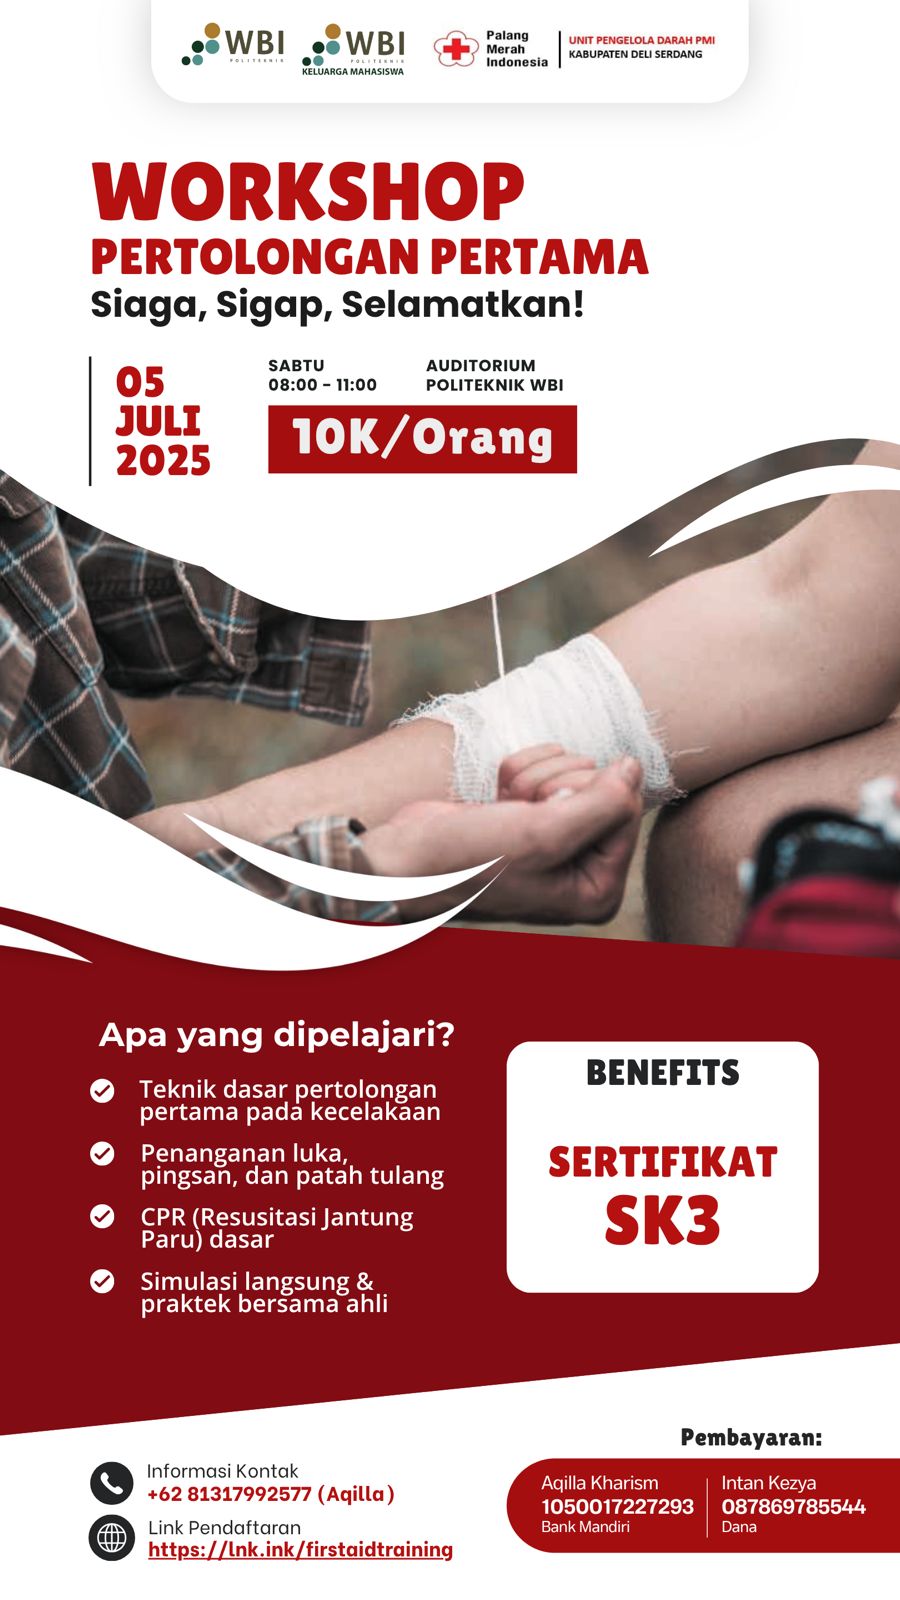 WBI
POLITEKNIK
WBI
POLITEKNIK
KELUARGA MAHASISWA
Palang
Merah
Indonesia
UNIT PENGELOLA DARAH PMI
KABUPATEN DELI SERDANG
WORKSHOP
PERTOLONGAN PERTAMA
Siaga, Sigap, Selamatkan!
05
JULI
2025
SABTU
08:00 - 11:00
AUDITORIUM
POLITEKNIK WBI
10K/Orang
Apa yang dipelajari?
Teknik dasar pertolongan
pertama pada kecelakaan
Penanganan luka,
pingsan, dan patah tulang
CPR (Resusitasi Jantung
Paru) dasar
Simulasi langsung &
praktek bersama ahli
BENEFITS
SERTIFIKAT
SK3
Informasi Kontak
+62 81317992577 (Aqilla)
Link Pendaftaran
https://lnk.ink/firstaidtraining
Pembayaran:
Aqilla Kharism
1050017227293
Bank Mandiri
Intan Kezya
087869785544
Dana